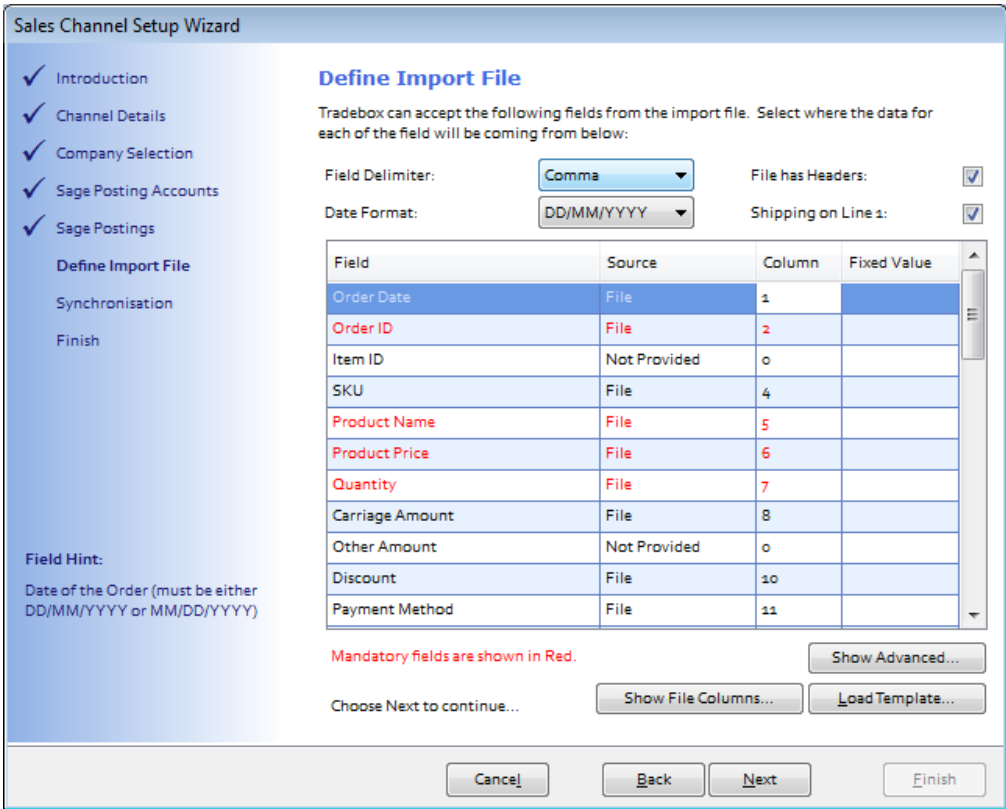 Sales Channel Setup Wizard
Introduction
Channel Details
Company Selection
Sage Posting Accounts
Sage Postings
Define Import File
Synchronisation
Finish
Field Hint:
Date of the Order (must be either
DD/MM/YYYY or MM/DD/YYYY)
Define Import File
Tradebox can accept the following fields from the import file. Select where the data for
each of the field will be coming from below:
Field Delimiter: Comma File has Headers:
Date Format: DD/MM/YYYY Shipping on Line 1:
Field Source Column Fixed Value
Order Date File 1
Order ID File 2
Item ID Not Provided 0
SKU File 4
Product Name File 5
Product Price File 6
Quantity File 7
Carriage Amount File 8
Other Amount Not Provided 0
Discount File 10
Payment Method File 11
Mandatory fields are shown in Red.
Show Advanced...
Choose Next to continue...
Show File Columns... Load Template...
Cancel Back Next Finish